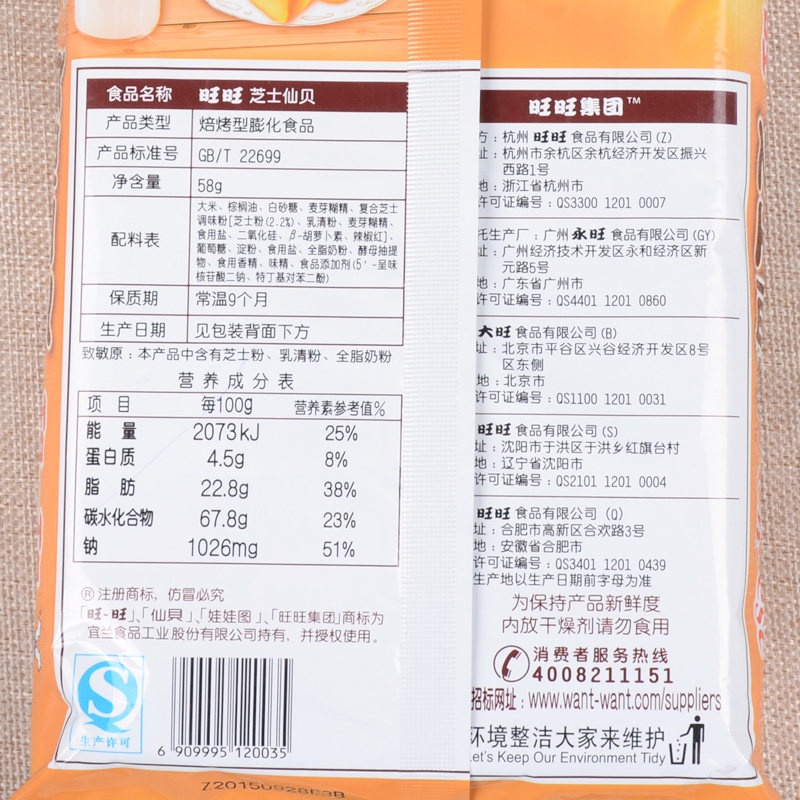 食品名称 旺旺 芝士仙贝
产品类型 焙烤型膨化食品
产品标准号 GB/T 22699
净含量 58g
配料表
大米、棕榈油、白砂糖、麦芽糊精、复合芝士
调味粉[芝士粉(2.2%)、乳清粉、麦芽糊精、
食用盐、二氧化硅、β-胡萝卜素、辣椒红]、
葡萄糖、淀粉、食用盐、全脂奶粉、酵母抽提
物、食用香精、味精、食品添加剂(5'-呈味
核苷酸二钠、特丁基对苯二酚)
保质期 常温9个月
生产日期 见包装背面下方
致敏原：本产品中含有芝士粉、乳清粉、全脂奶粉
营养成分表
项目 每100g 营养素参考值%
能量 2073kJ 25%
蛋白质 4.5g 8%
脂肪 22.8g 38%
碳水化合物 67.8g 23%
钠 1026mg 51%
®注册商标，仿冒必究
「旺-旺」、「仙贝」、「娃娃图」、「旺旺集团」商标为
宜兰食品工业股份有限公司持有，并授权使用。
QS
生产许可
6 909995 120035
旺旺集团™
方：杭州旺旺食品有限公司(Z)
址：杭州市余杭区余杭经济开发区振兴
西路1号
地：浙江省杭州市
许可证编号：QS3300 1201 0007
托生产厂：广州永旺食品有限公司(GY)
址：广州经济技术开发区永和经济区新
元路5号
地：广东省广州市
许可证编号：QS4401 1201 0860
大旺食品有限公司(B)
址：北京市平谷区兴谷经济开发区8号
区东侧
地：北京市
许可证编号：QS1100 1201 0031
旺旺食品有限公司(S)
址：沈阳市于洪区于洪乡红旗台村
地：辽宁省沈阳市
许可证编号：QS2101 1201 0004
旺旺食品有限公司(Q)
址：合肥市高新区合欢路3号
地：安徽省合肥市
许可证编号：QS3401 1201 0439
生产地以生产日期前字母为准
为保持产品新鲜度
内放干燥剂请勿食用
消费者服务热线
4008211151
招标网址：www.want-want.com/suppliers
环境整洁大家来维护
Let's Keep Our Environment Tidy